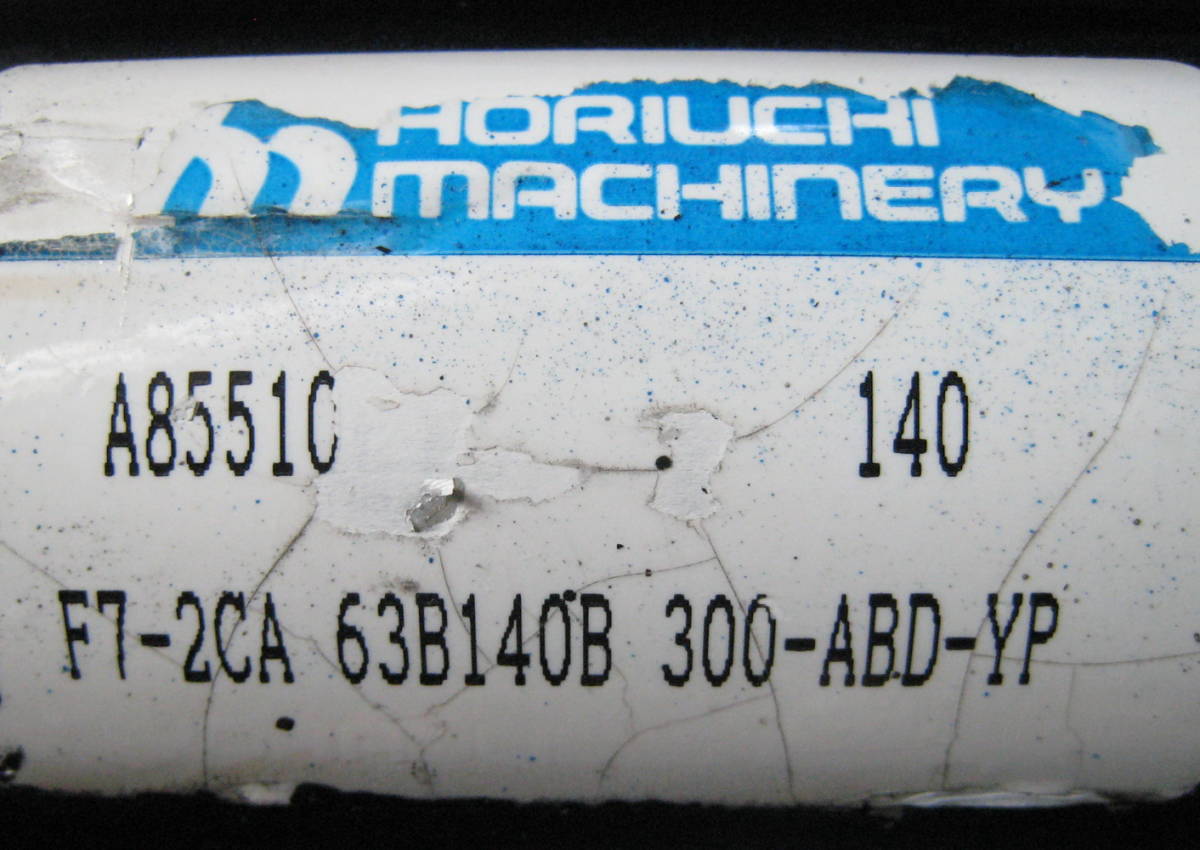 HORIUCHI
MACHINERY
A8551C 140
F7-2CA 63B140B 300-ABD-YP